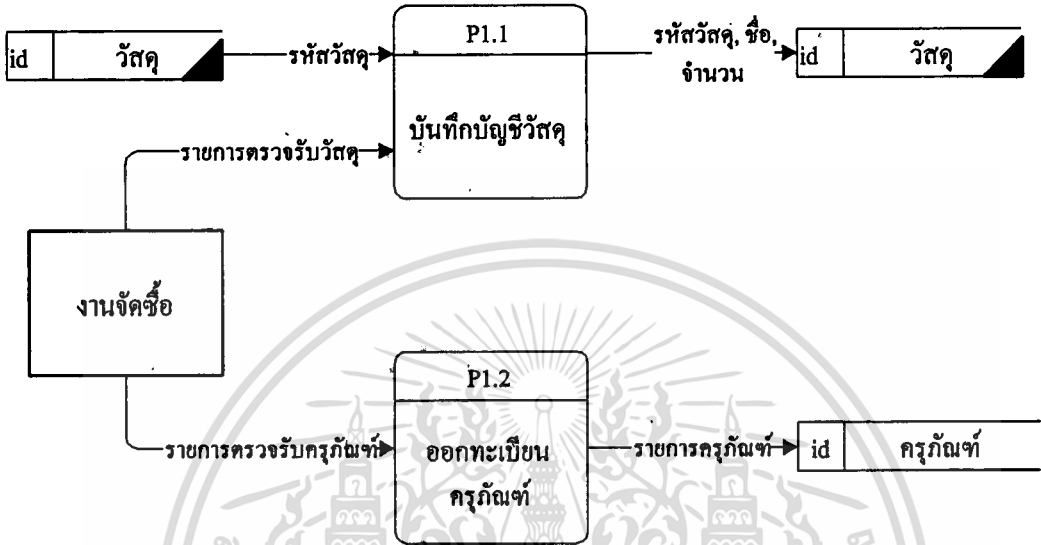 id วัสดุ
รหัสวัสดุ
P1.1
บันทึกบัญชีวัสดุ
รหัสวัสดุ, ชื่อ,
จำนวน
id วัสดุ
รายการตรวจรับวัสดุ
งานจัดซื้อ
รายการตรวจรับครุภัณฑ์
P1.2
ออกทะเบียน
ครุภัณฑ์
รายการครุภัณฑ์
id ครุภัณฑ์